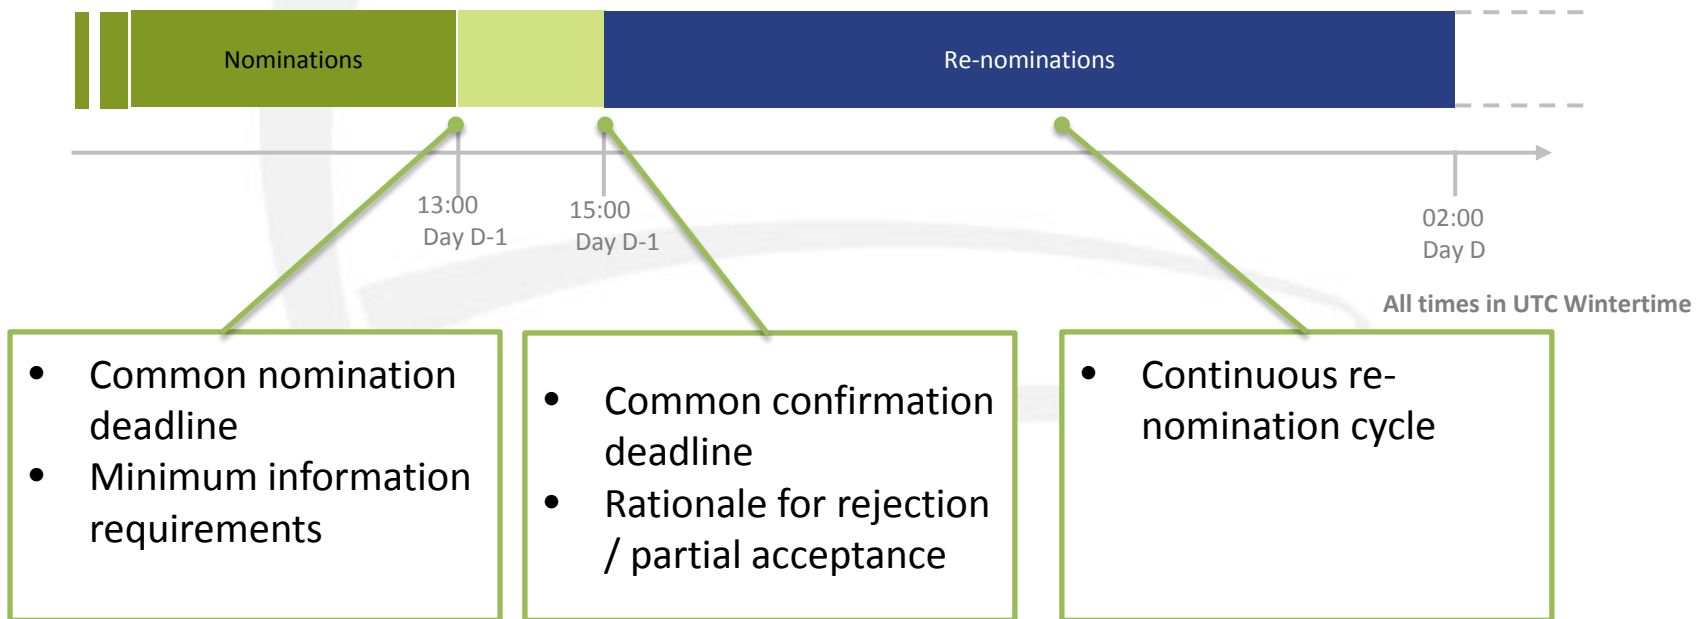 Nominations
Re-nominations
13:00
Day D-1
15:00
Day D-1
02:00
Day D
All times in UTC Wintertime
• Common nomination
deadline
• Minimum information
requirements
• Common confirmation
deadline
• Rationale for rejection
/ partial acceptance
• Continuous re-
nomination cycle